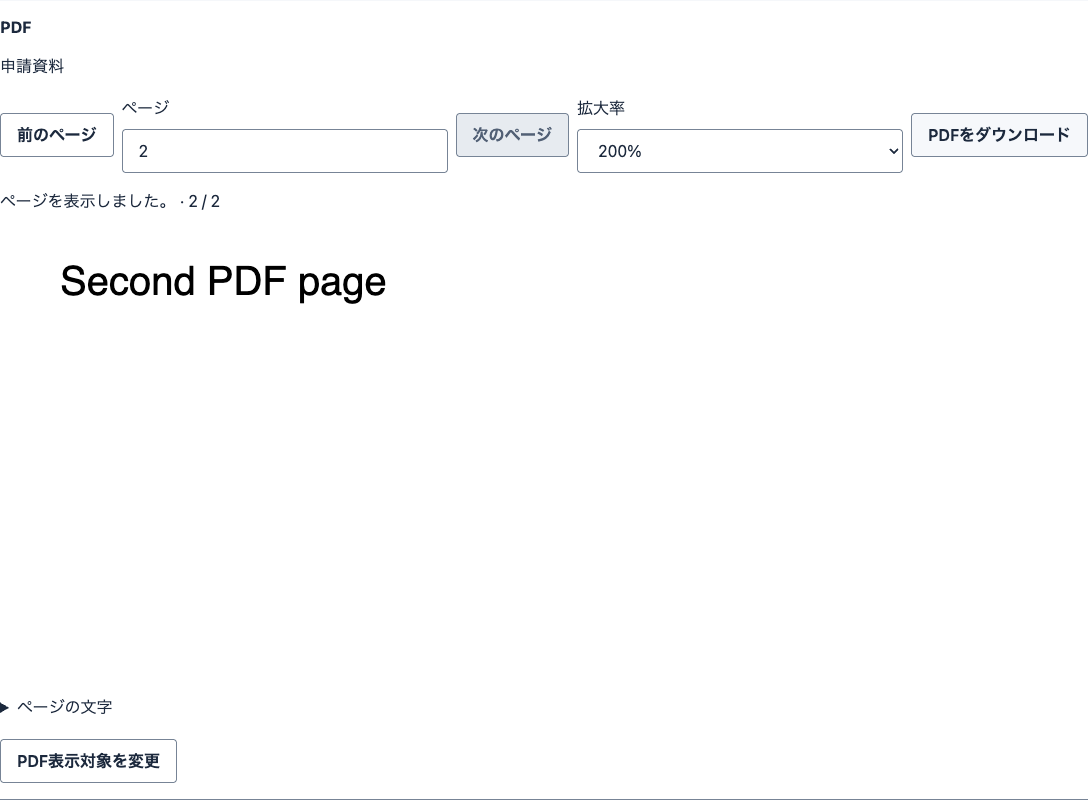 PDF
申請資料
前のページ
ページ
2
次のページ
拡大率
200%
PDFをダウンロード
ページを表示しました。 · 2 / 2
Second PDF page
ページの文字
PDF表示対象を変更